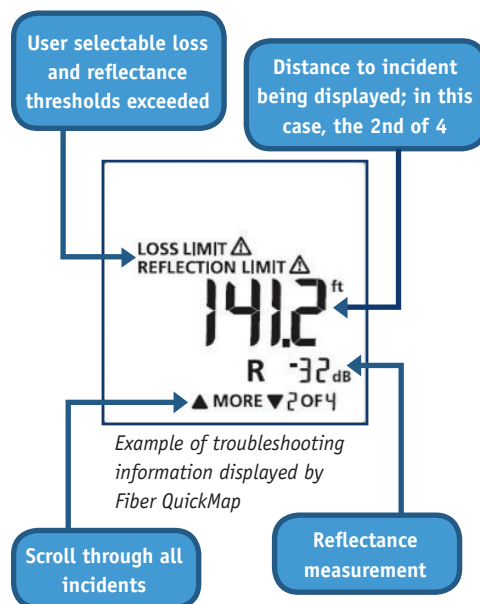 User selectable loss
and reflectance
thresholds exceeded
Distance to incident
being displayed; in this
case, the 2nd of 4
LOSS LIMIT ⚠
REFLECTION LIMIT ⚠
141.2 ft
R -32 dB
▲ MORE ▼ 2 OF 4
Example of troubleshooting
information displayed by
Fiber QuickMap
Scroll through all
incidents
Reflectance
measurement